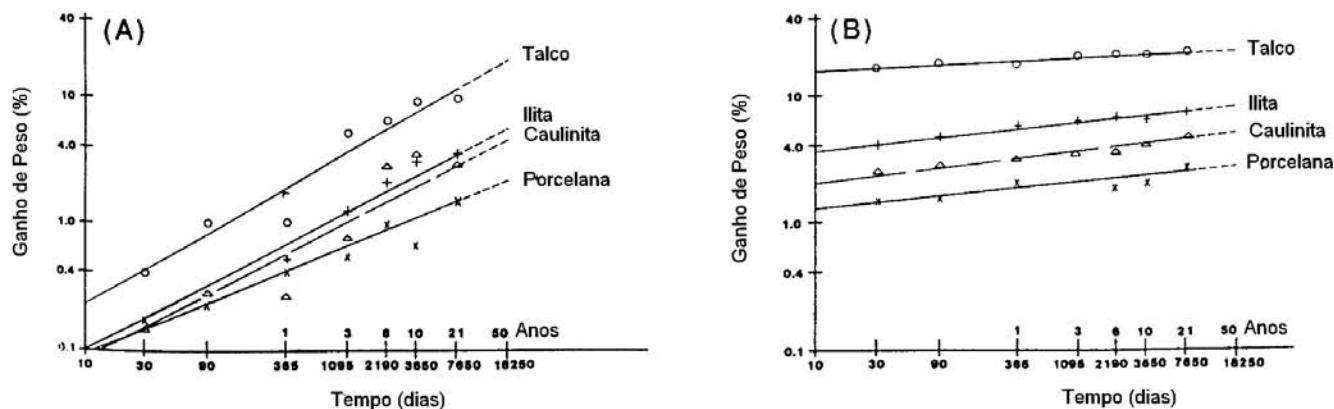 (A)
Ganho de Peso (%)
40
10
4.0
1.0
0.4
0.1
Talco
Ilita
Caulinita
Porcelana
1 3 6 10 21 50 Anos
10 30 90 365 1095 2190 3650 7650 18250
Tempo (dias)
(B)
Ganho de Peso (%)
40
10
4.0
1.0
0.4
0.1
Talco
Ilita
Caulinita
Porcelana
1 3 6 10 21 50 Anos
10 30 90 365 1095 2190 3650 7650 18250
Tempo (dias)